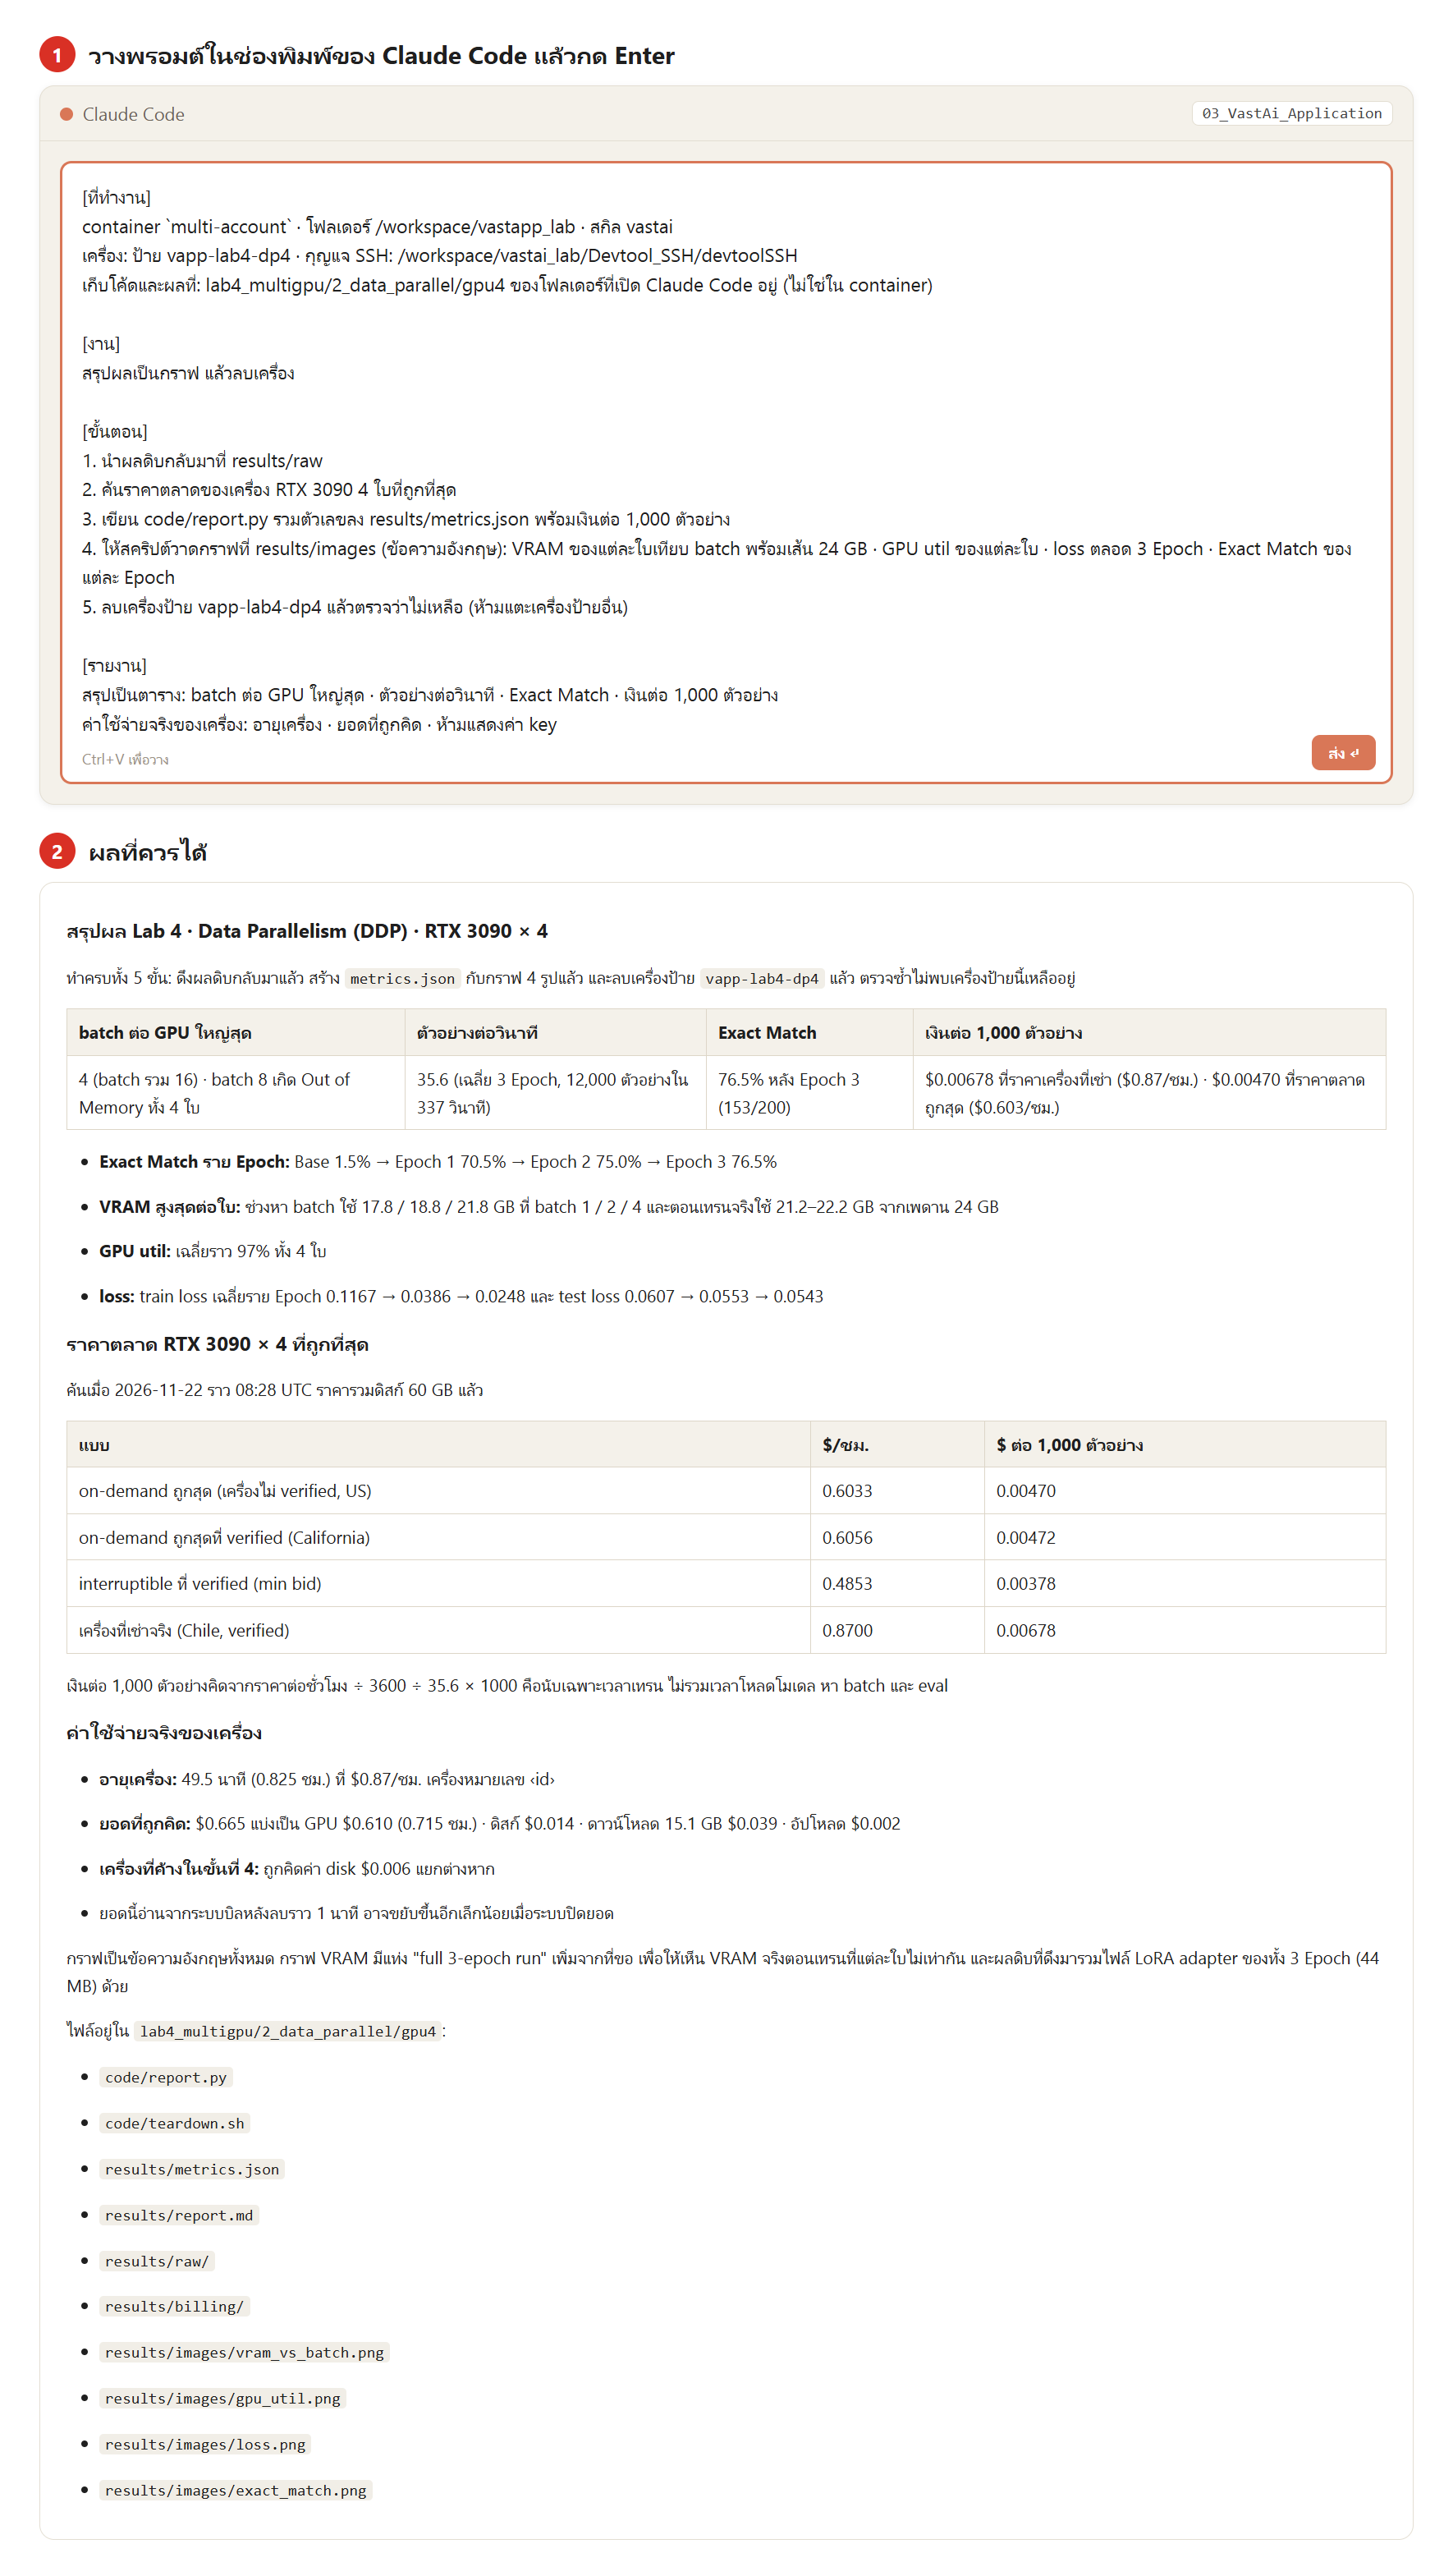 1 วางพรอมต์ในช่องพิมพ์ของ Claude Code แล้วกด Enter
Claude Code
03_VastAi_Application
[ที่ทำงาน]
container `multi-account` · โฟลเดอร์ /workspace/vastapp_lab · สกิล vastai
เครื่อง: ป้าย vapp-lab4-dp4 · กุญแจ SSH: /workspace/vastai_lab/Devtool_SSH/devtoolSSH
เก็บโค้ดและผลที่: lab4_multigpu/2_data_parallel/gpu4 ของโฟลเดอร์ที่เปิด Claude Code อยู่ (ไม่ใช่ใน container)
[งาน]
สรุปผลเป็นกราฟ แล้วลบเครื่อง
[ขั้นตอน]
1. นำผลดิบกลับมาที่ results/raw
2. ค้นราคาตลาดของเครื่อง RTX 3090 4 ใบที่ถูกที่สุด
3. เขียน code/report.py รวมตัวเลขลง results/metrics.json พร้อมเงินต่อ 1,000 ตัวอย่าง
4. ให้สคริปต์วาดกราฟที่ results/images (ข้อความอังกฤษ): VRAM ของแต่ละใบเทียบ batch พร้อมเส้น 24 GB · GPU util ของแต่ละใบ · loss ตลอด 3 Epoch · Exact Match ของ
แต่ละ Epoch
5. ลบเครื่องป้าย vapp-lab4-dp4 แล้วตรวจว่าไม่เหลือ (ห้ามแตะเครื่องป้ายอื่น)
[รายงาน]
สรุปเป็นตาราง: batch ต่อ GPU ใหญ่สุด · ตัวอย่างต่อวินาที · Exact Match · เงินต่อ 1,000 ตัวอย่าง
ค่าใช้จ่ายจริงของเครื่อง: อายุเครื่อง · ยอดที่ถูกคิด · ห้ามแสดงค่า key
Ctrl+V เพื่อวาง
ส่ง ↵
2 ผลที่ควรได้
สรุปผล Lab 4 · Data Parallelism (DDP) · RTX 3090 × 4
ทำครบทั้ง 5 ขั้น: ดึงผลดิบกลับมาแล้ว สร้าง metrics.json กับกราฟ 4 รูปแล้ว และลบเครื่องป้าย vapp-lab4-dp4 แล้ว ตรวจซ้ำไม่พบเครื่องป้ายนี้เหลืออยู่
batch ต่อ GPU ใหญ่สุด ตัวอย่างต่อวินาที Exact Match เงินต่อ 1,000 ตัวอย่าง
4 (batch รวม 16) · batch 8 เกิด Out of
Memory ทั้ง 4 ใบ
35.6 (เฉลี่ย 3 Epoch, 12,000 ตัวอย่างใน
337 วินาที)
76.5% หลัง Epoch 3
(153/200)
$0.00678 ที่ราคาเครื่องที่เช่า ($0.87/ชม.) · $0.00470 ที่ราคาตลาด
ถูกสุด ($0.603/ชม.)
• Exact Match ราย Epoch: Base 1.5% → Epoch 1 70.5% → Epoch 2 75.0% → Epoch 3 76.5%
• VRAM สูงสุดต่อใบ: ช่วงหา batch ใช้ 17.8 / 18.8 / 21.8 GB ที่ batch 1 / 2 / 4 และตอนเทรนจริงใช้ 21.2–22.2 GB จากเพดาน 24 GB
• GPU util: เฉลี่ยราว 97% ทั้ง 4 ใบ
• loss: train loss เฉลี่ยราย Epoch 0.1167 → 0.0386 → 0.0248 และ test loss 0.0607 → 0.0553 → 0.0543
ราคาตลาด RTX 3090 × 4 ที่ถูกที่สุด
ค้นเมื่อ 2026-11-22 ราว 08:28 UTC ราคารวมดิสก์ 60 GB แล้ว
แบบ $/ชม. $ ต่อ 1,000 ตัวอย่าง
on-demand ถูกสุด (เครื่องไม่ verified, US) 0.6033 0.00470
on-demand ถูกสุดที่ verified (California) 0.6056 0.00472
interruptible ที่ verified (min bid) 0.4853 0.00378
เครื่องที่เช่าจริง (Chile, verified) 0.8700 0.00678
เงินต่อ 1,000 ตัวอย่างคิดจากราคาต่อชั่วโมง ÷ 3600 ÷ 35.6 × 1000 คือนับเฉพาะเวลาเทรน ไม่รวมเวลาโหลดโมเดล หา batch และ eval
ค่าใช้จ่ายจริงของเครื่อง
• อายุเครื่อง: 49.5 นาที (0.825 ชม.) ที่ $0.87/ชม. เครื่องหมายเลข ‹id›
• ยอดที่ถูกคิด: $0.665 แบ่งเป็น GPU $0.610 (0.715 ชม.) · ดิสก์ $0.014 · ดาวน์โหลด 15.1 GB $0.039 · อัปโหลด $0.002
• เครื่องที่ค้างในขั้นที่ 4: ถูกคิดค่า disk $0.006 แยกต่างหาก
• ยอดนี้อ่านจากระบบบิลหลังลบราว 1 นาที อาจขยับขึ้นอีกเล็กน้อยเมื่อระบบปิดยอด
กราฟเป็นข้อความอังกฤษทั้งหมด กราฟ VRAM มีแท่ง "full 3-epoch run" เพิ่มจากที่ขอ เพื่อให้เห็น VRAM จริงตอนเทรนที่แต่ละใบไม่เท่ากัน และผลดิบที่ดึงมารวมไฟล์ LoRA adapter ของทั้ง 3 Epoch (44
MB) ด้วย
ไฟล์อยู่ใน lab4_multigpu/2_data_parallel/gpu4:
• code/report.py
• code/teardown.sh
• results/metrics.json
• results/report.md
• results/raw/
• results/billing/
• results/images/vram_vs_batch.png
• results/images/gpu_util.png
• results/images/loss.png
• results/images/exact_match.png